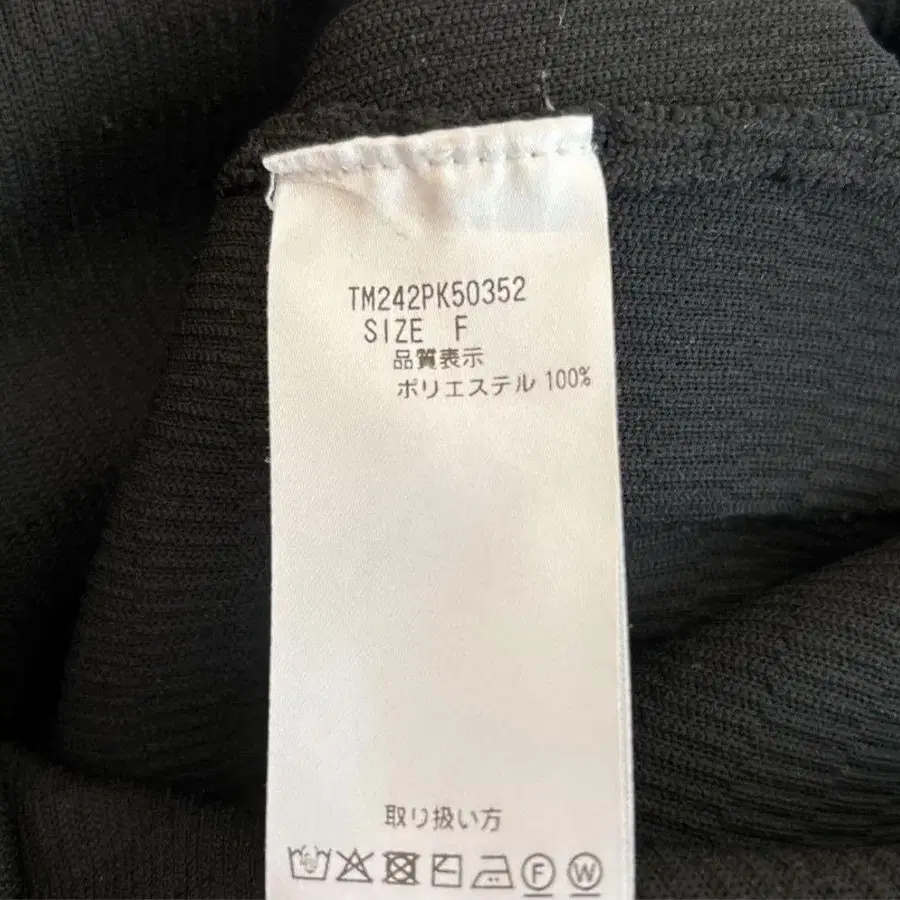 TM242PK50352
SIZE F
品質表示
ポリエステル 100%
取り扱い方
F W